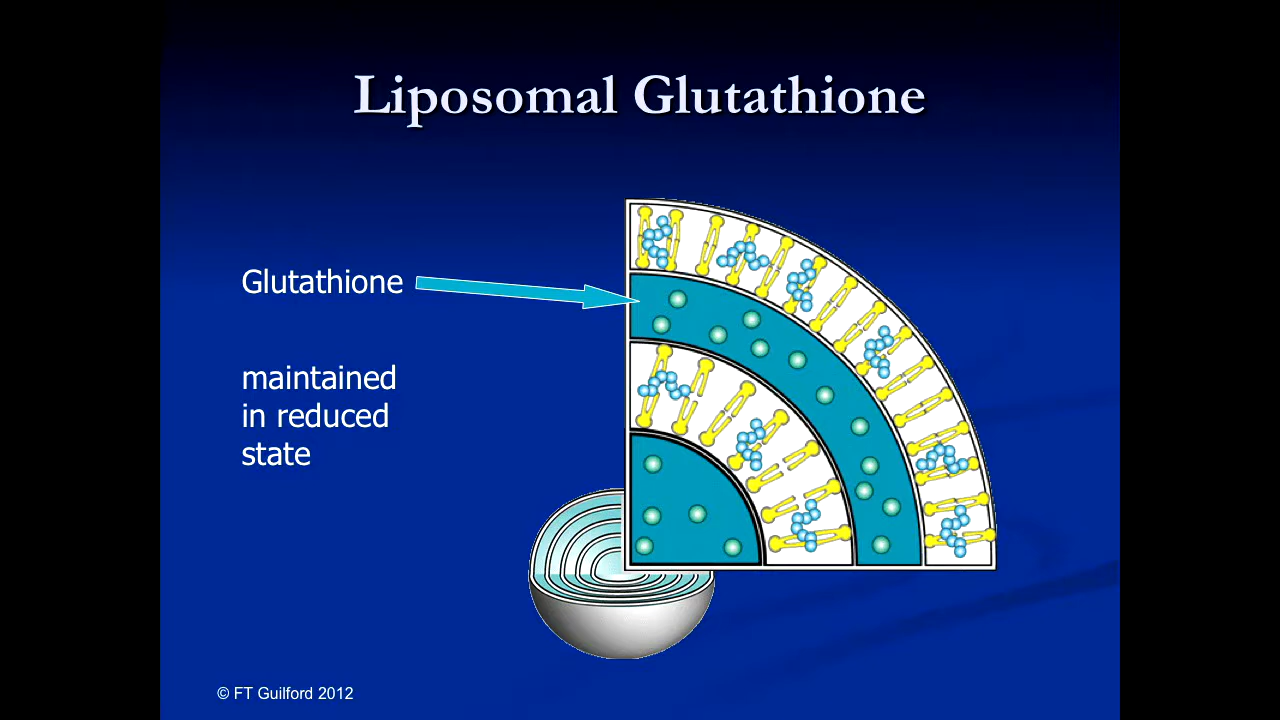 Liposomal Glutathione
Glutathione
maintained
in reduced
state
© FT Guilford 2012